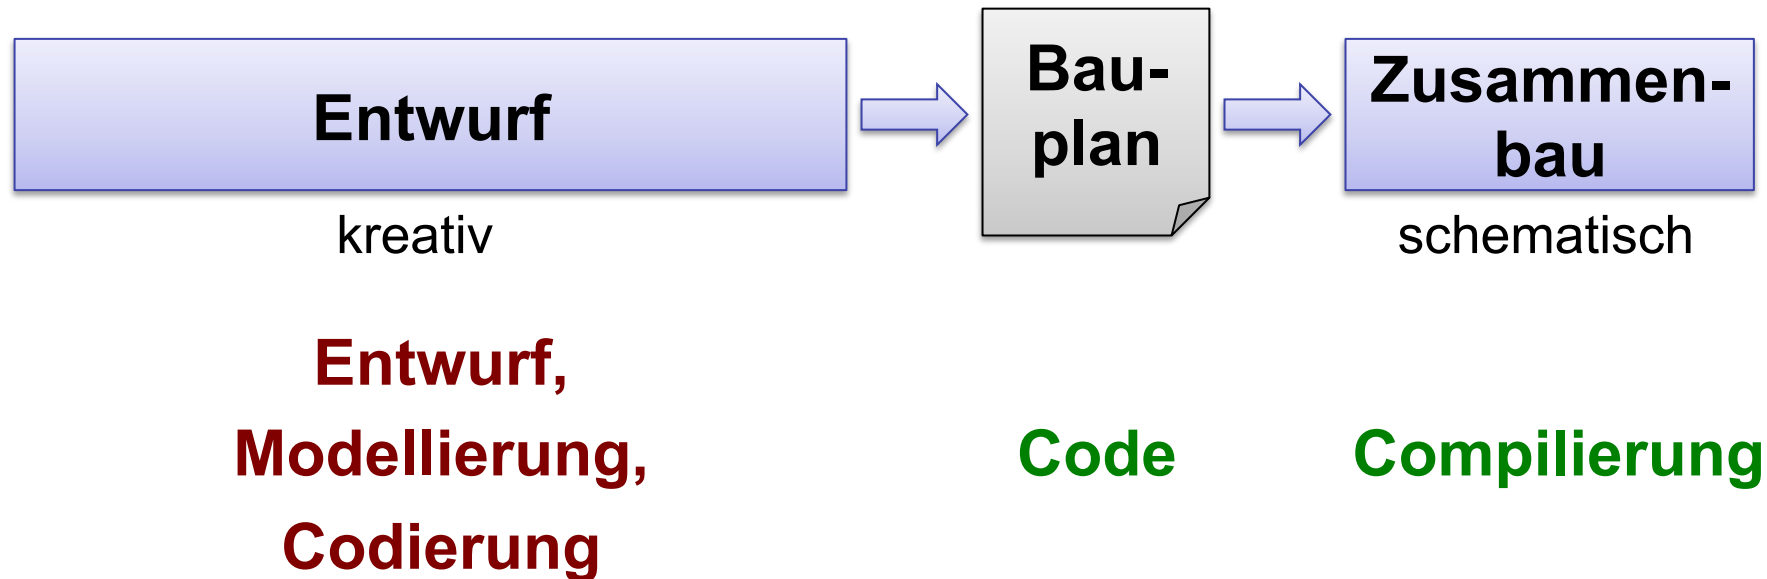 Entwurf
Bau-
plan
Zusammen-
bau
kreativ
schematisch
Entwurf,
Modellierung,
Codierung
Code
Compilierung